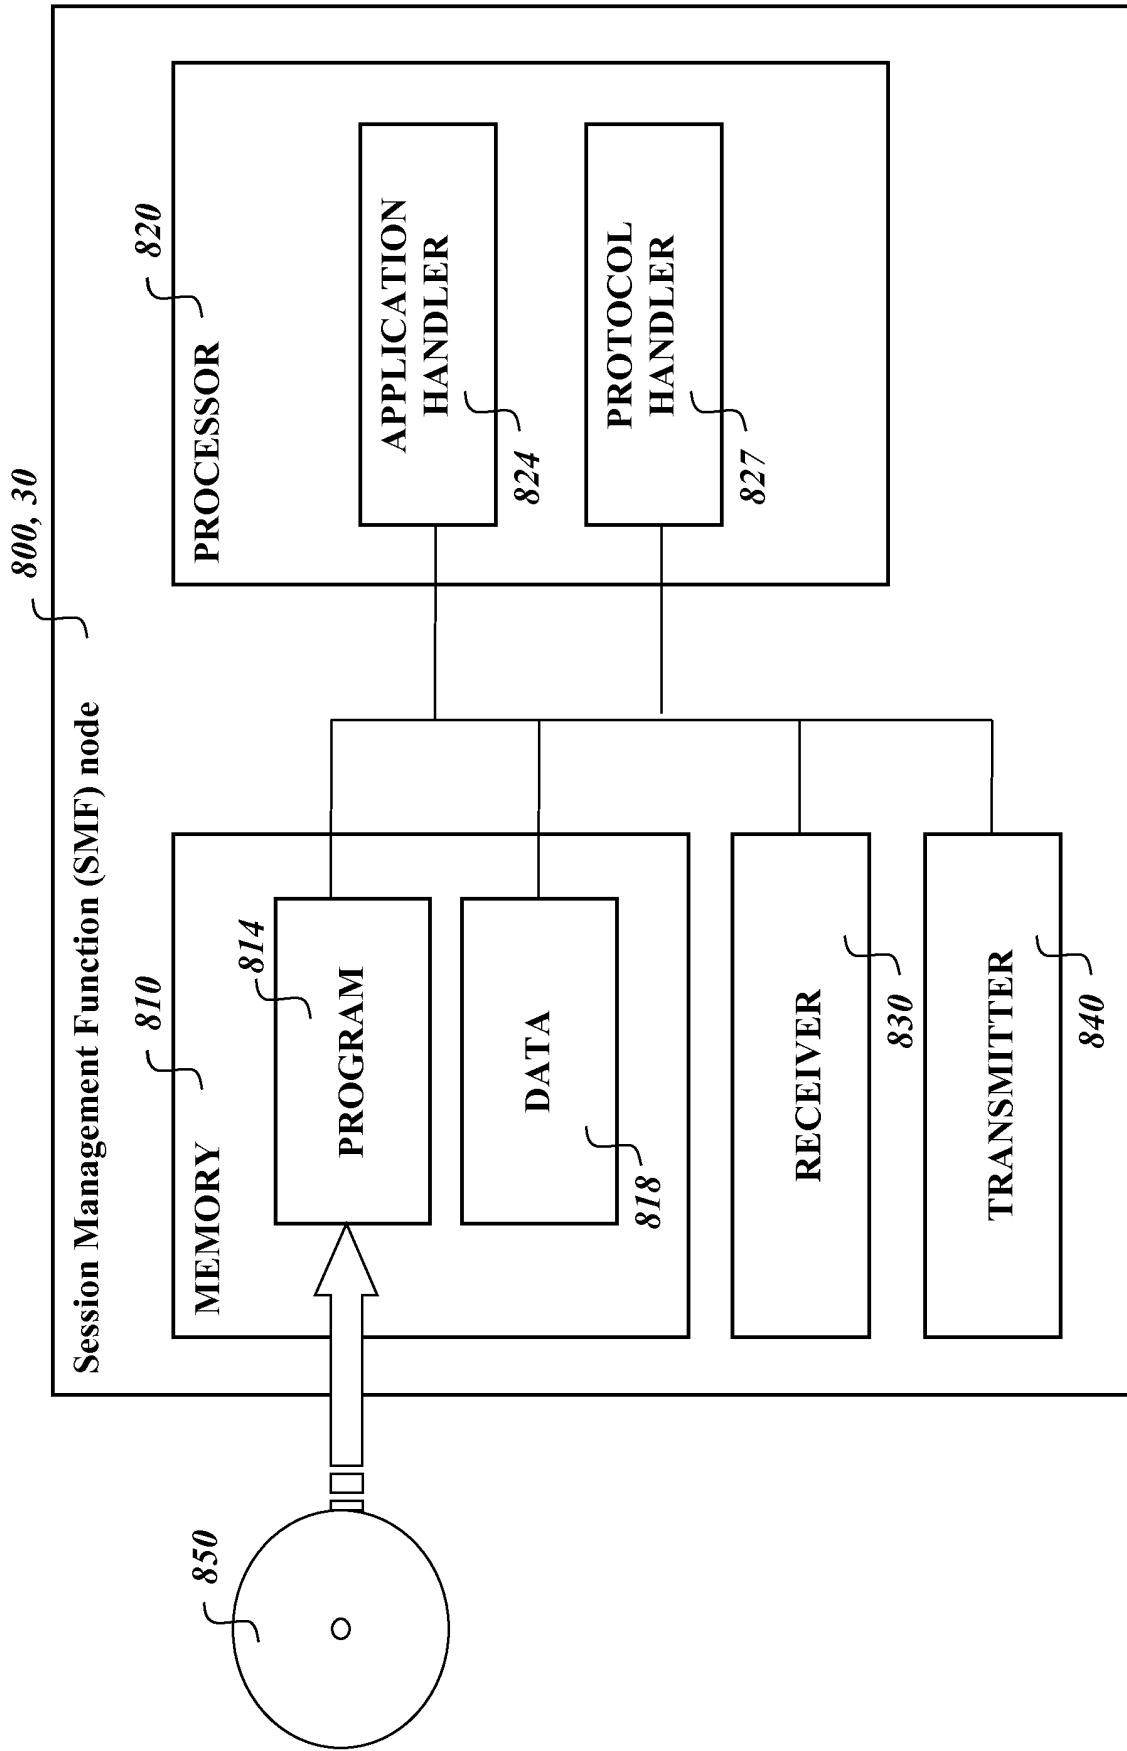 800, 30
Session Management Function (SMF) node
810
MEMORY
814
PROGRAM
DATA
818
RECEIVER
830
TRANSMITTER
840
820
PROCESSOR
APPLICATION
HANDLER
824
PROTOCOL
HANDLER
827
850